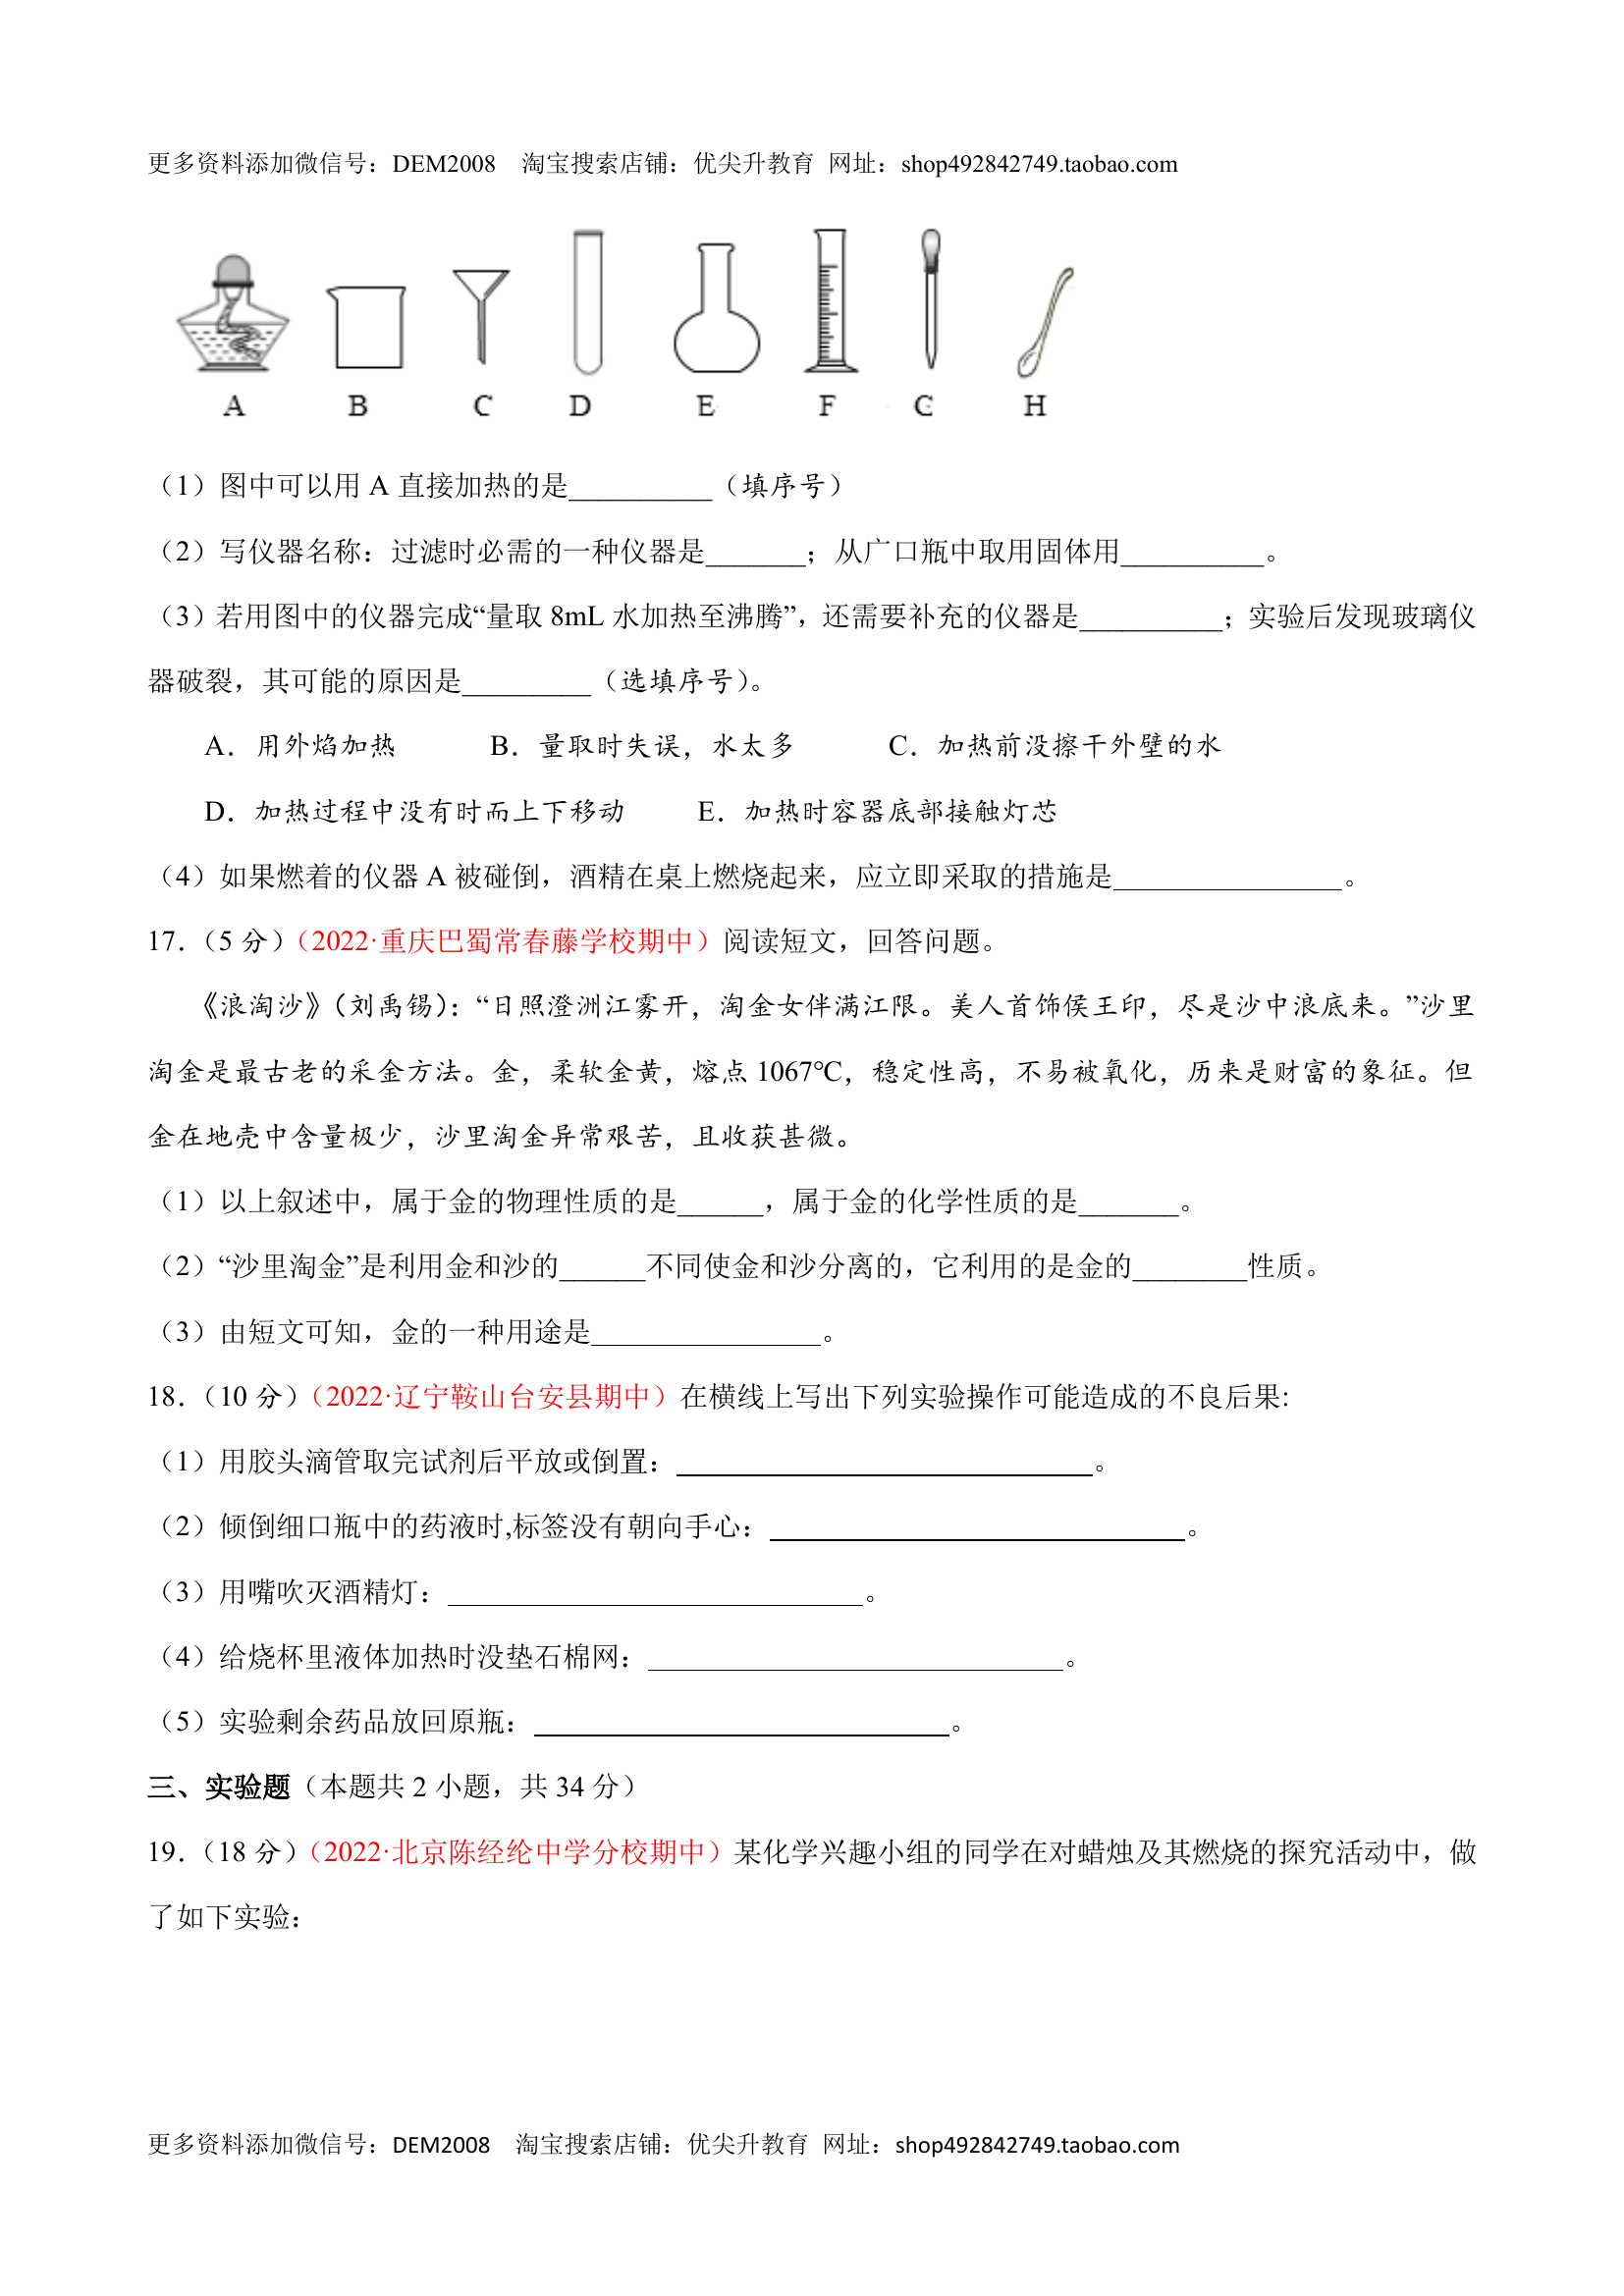 更多资料添加微信号：DEM2008    淘宝搜索店铺：优尖升教育  网址：shop492842749.taobao.com
A B C D E F G H
（1）图中可以用 A 直接加热的是__________（填序号）
（2）写仪器名称：过滤时必需的一种仪器是_______；从广口瓶中取用固体用__________。
（3）若用图中的仪器完成“量取 8mL 水加热至沸腾”，还需要补充的仪器是__________；实验后发现玻璃仪
器破裂，其可能的原因是_________（选填序号）。
A．用外焰加热    B．量取时失误，水太多    C．加热前没擦干外壁的水
D．加热过程中没有时而上下移动    E．加热时容器底部接触灯芯
（4）如果燃着的仪器 A 被碰倒，酒精在桌上燃烧起来，应立即采取的措施是________________。
17．（5 分）（2022·重庆巴蜀常春藤学校期中）阅读短文，回答问题。
《浪淘沙》（刘禹锡）：“日照澄洲江雾开，淘金女伴满江隈。美人首饰侯王印，尽是沙中浪底来。”沙里
淘金是最古老的采金方法。金，柔软金黄，熔点 1067℃，稳定性高，不易被氧化，历来是财富的象征。但
金在地壳中含量极少，沙里淘金异常艰苦，且收获甚微。
（1）以上叙述中，属于金的物理性质的是______，属于金的化学性质的是_______。
（2）“沙里淘金”是利用金和沙的______不同使金和沙分离的，它利用的是金的________性质。
（3）由短文可知，金的一种用途是________________。
18．（10 分）（2022·辽宁鞍山台安县期中）在横线上写出下列实验操作可能造成的不良后果:
（1）用胶头滴管取完试剂后平放或倒置：_____________________________。
（2）倾倒细口瓶中的药液时,标签没有朝向手心：_____________________________。
（3）用嘴吹灭酒精灯：_____________________________。
（4）给烧杯里液体加热时没垫石棉网：_____________________________。
（5）实验剩余药品放回原瓶：_____________________________。
三、实验题（本题共 2 小题，共 34 分）
19．（18 分）（2022·北京陈经纶中学分校期中）某化学兴趣小组的同学在对蜡烛及其燃烧的探究活动中，做
了如下实验：
更多资料添加微信号：DEM2008    淘宝搜索店铺：优尖升教育  网址：shop492842749.taobao.com